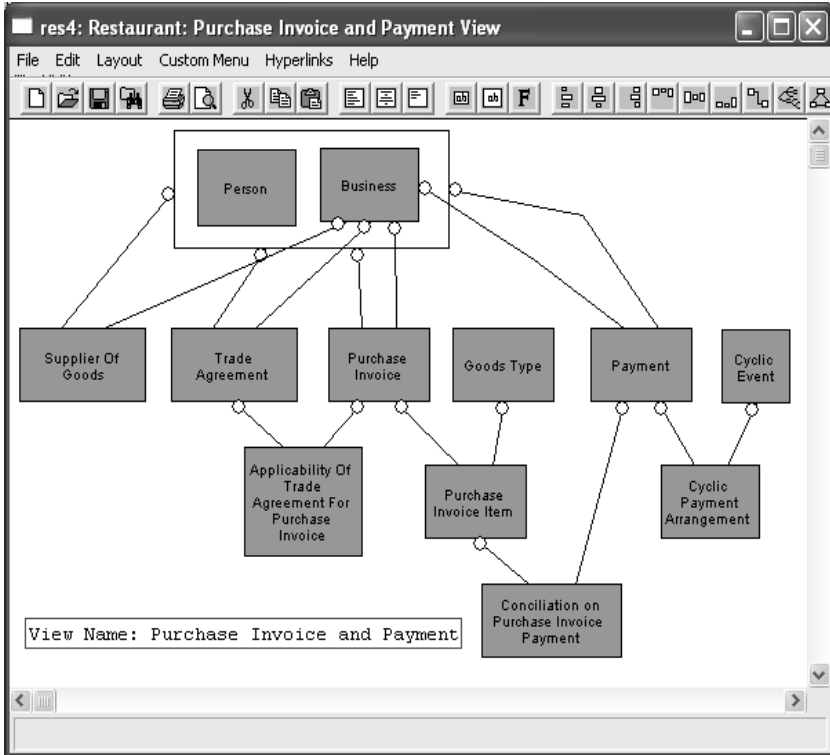 res4: Restaurant: Purchase Invoice and Payment View
File Edit Layout Custom Menu Hyperlinks Help
ab ab F
Person
Business
Supplier Of
Goods
Trade
Agreement
Purchase
Invoice
Goods Type
Payment
Cyclic
Event
Applicability Of
Trade
Agreement For
Purchase
Invoice
Purchase
Invoice Item
Cyclic
Payment
Arrangement
Conciliation on
Purchase Invoice
Payment
View Name: Purchase Invoice and Payment